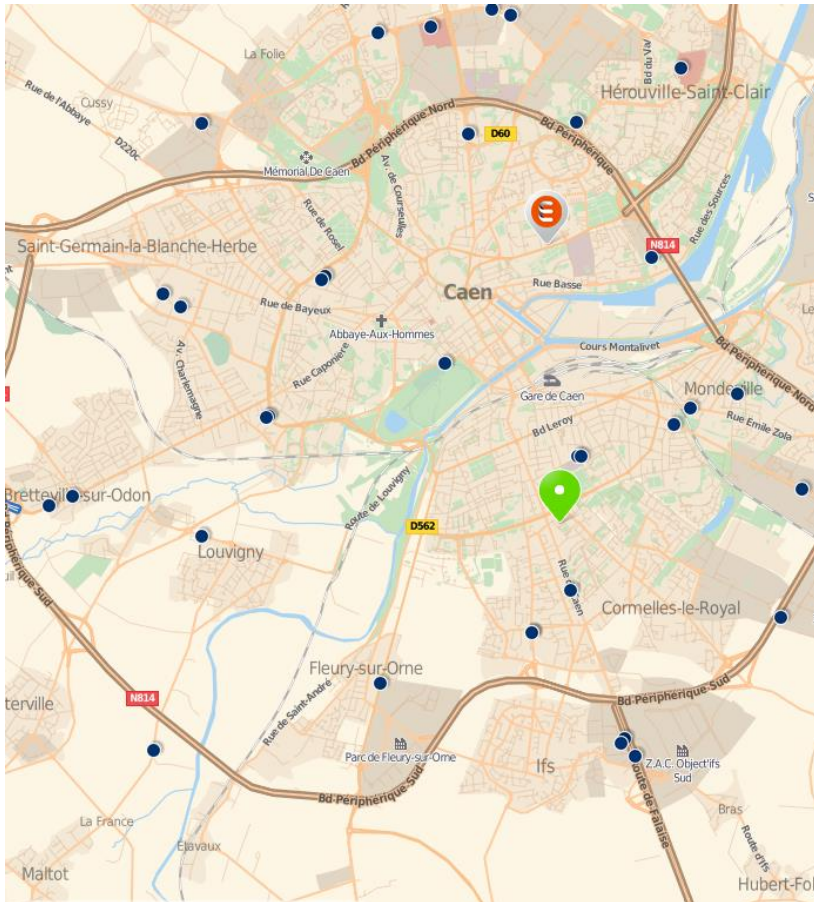 La Folie
Bd du Val
Cussy
Rue de l'Abbaye
Hérouville-Saint-Clair
Bd Périphérique Nord
D60
Bd Périphérique
D220c
Mémorial De Caen
Av. de Courseulles
Rue de Rosel
Rue des Sources
Saint-Germain-la-Blanche-Herbe
N814
Rue Basse
Caen
Rue de Bayeux
Abbaye-Aux-Hommes
Cours Montalivet
Bd Périphérique Nord
Av. Charlemagne
Rue Caponière
Gare de Caen
Mondeville
Bd Leroy
Rue Emile Zola
Bretteville-sur-Odon
Route de Louvigny
D562
Louvigny
Bd Périphérique Sud
Cormelles-le-Royal
Fleury-sur-Orne
N814
Bd Périphérique Sud
Rue de Saint-André
terville
Parc de Fleury-sur-Orne
Z.A.C. Object'ifs
Sud
Ifs
Bd Périphérique Sud
Route de Falaise
La France
Bras
Etavaux
Route d'Ifs
Maltot
Hubert-Fol